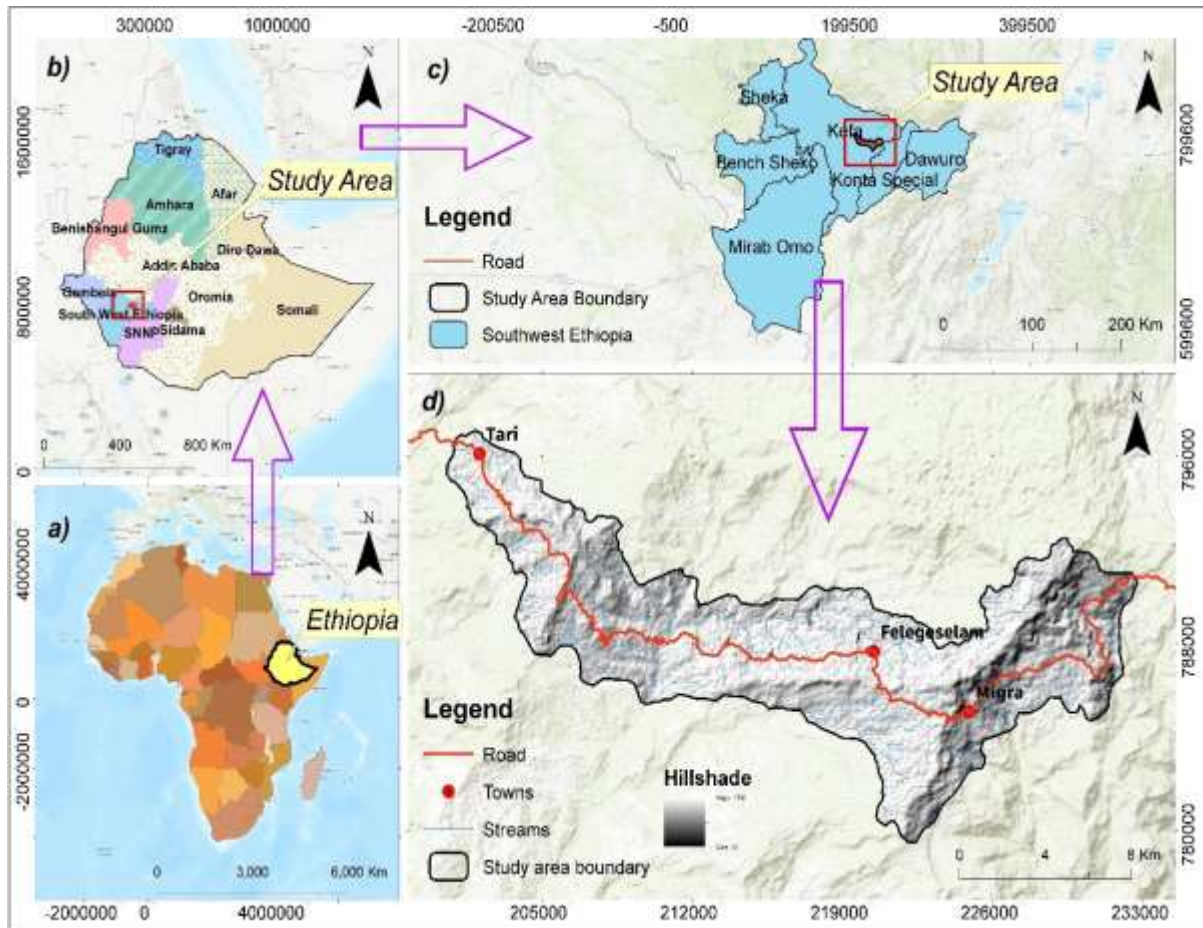 300000 1000000 -200500 -500 199500 399500
b)
N
1600000
800000
0
Tigray
Study Area
Afar
Amhara
Benishangul Gumz
Dire Dawa
Addis Ababa
Gambela
Oromia
South West Ethiopia
Somali
SNNP
Sidama
0 400 800 Km
c)
N
Study Area
Sheka
Kefa
799600
Bench Sheko
Dawuro
Konta Special
Legend
Mirab Omo
Road
Study Area Boundary
Southwest Ethiopia
0 100 200 Km
599600
a)
N
4000000
0
-2000000
Ethiopia
0 3,000 6,000 Km
-2000000 0 4000000
d)
N
Tari
796000
Felegeselam
788000
Migra
Legend
Road
Hillshade
Towns
Streams
Study area boundary
780000
0 4 8 Km
205000 212000 219000 226000 233000